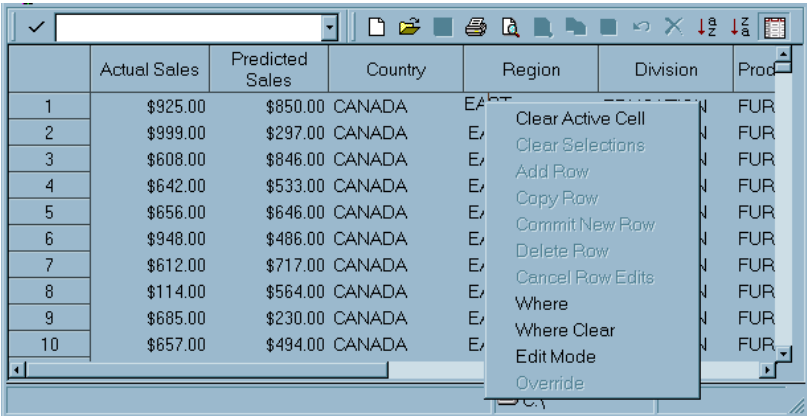 Actual Sales Predicted Sales Country Region Division Prod
1 $925.00 $850.00 CANADA EAST FUR
2 $999.00 $297.00 CANADA FUR
3 $608.00 $846.00 CANADA FUR
4 $642.00 $533.00 CANADA FUR
5 $656.00 $646.00 CANADA FUR
6 $948.00 $486.00 CANADA FUR
7 $612.00 $717.00 CANADA FUR
8 $114.00 $564.00 CANADA FUR
9 $685.00 $230.00 CANADA FUR
10 $657.00 $494.00 CANADA FUR
Clear Active Cell
Clear Selections
Add Row
Copy Row
Commit New Row
Delete Row
Cancel Row Edits
Where
Where Clear
Edit Mode
Override
C:\